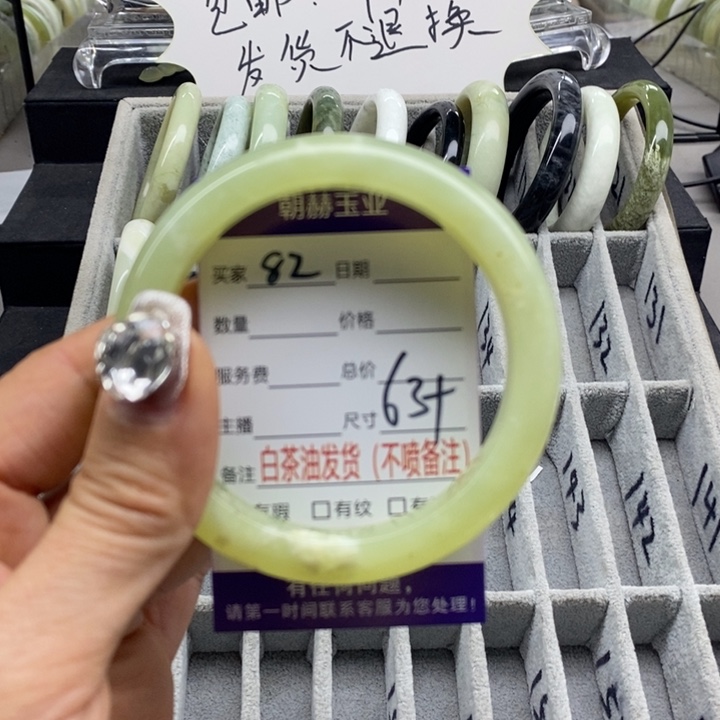 发货不退换
朝赫玉业
买家 82 日期
数量 价格
服务费 总价
主播 尺寸 63+
备注 白茶油发货（不喷备注）
□有纹 □有
有任何问题，
请第一时间联系客服为您处理！
131
132
141
142
143